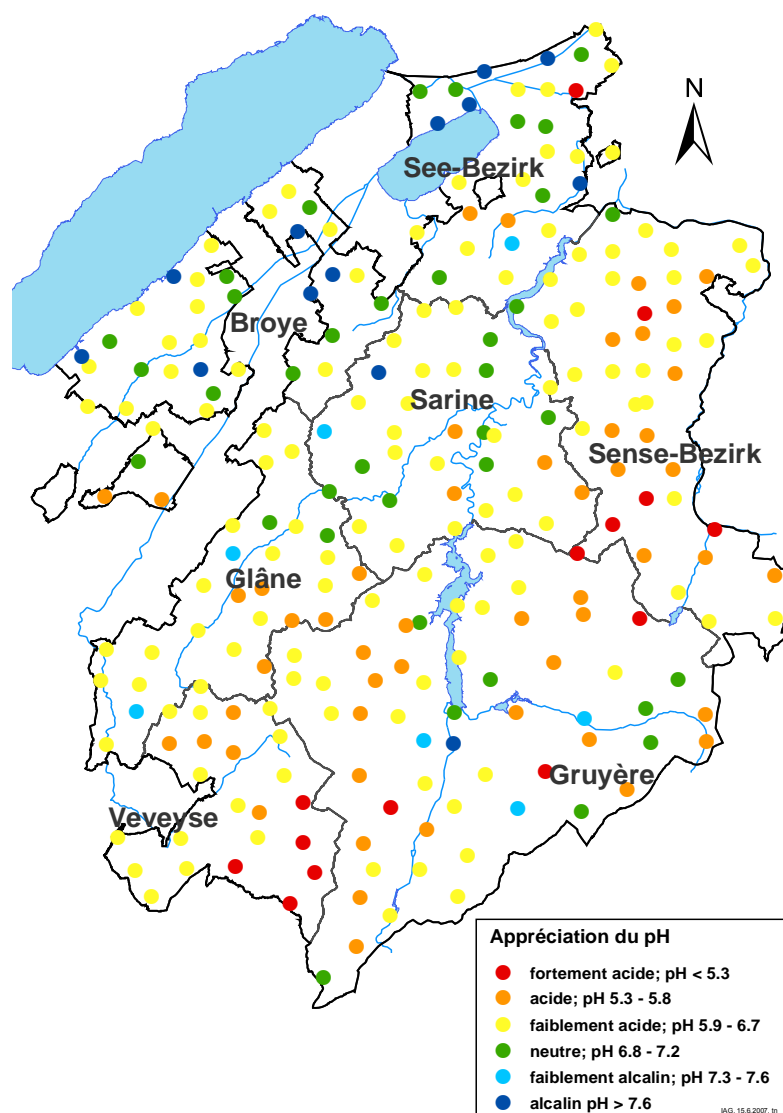 N
See-Bezirk
Broye
Sarine
Sense-Bezirk
Glâne
Gruyère
Veveyse
Appréciation du pH
fortement acide; pH < 5.3
acide; pH 5.3 - 5.8
faiblement acide; pH 5.9 - 6.7
neutre; pH 6.8 - 7.2
faiblement alcalin; pH 7.3 - 7.6
alcalin pH > 7.6
IAG, 15.6.2007, tn